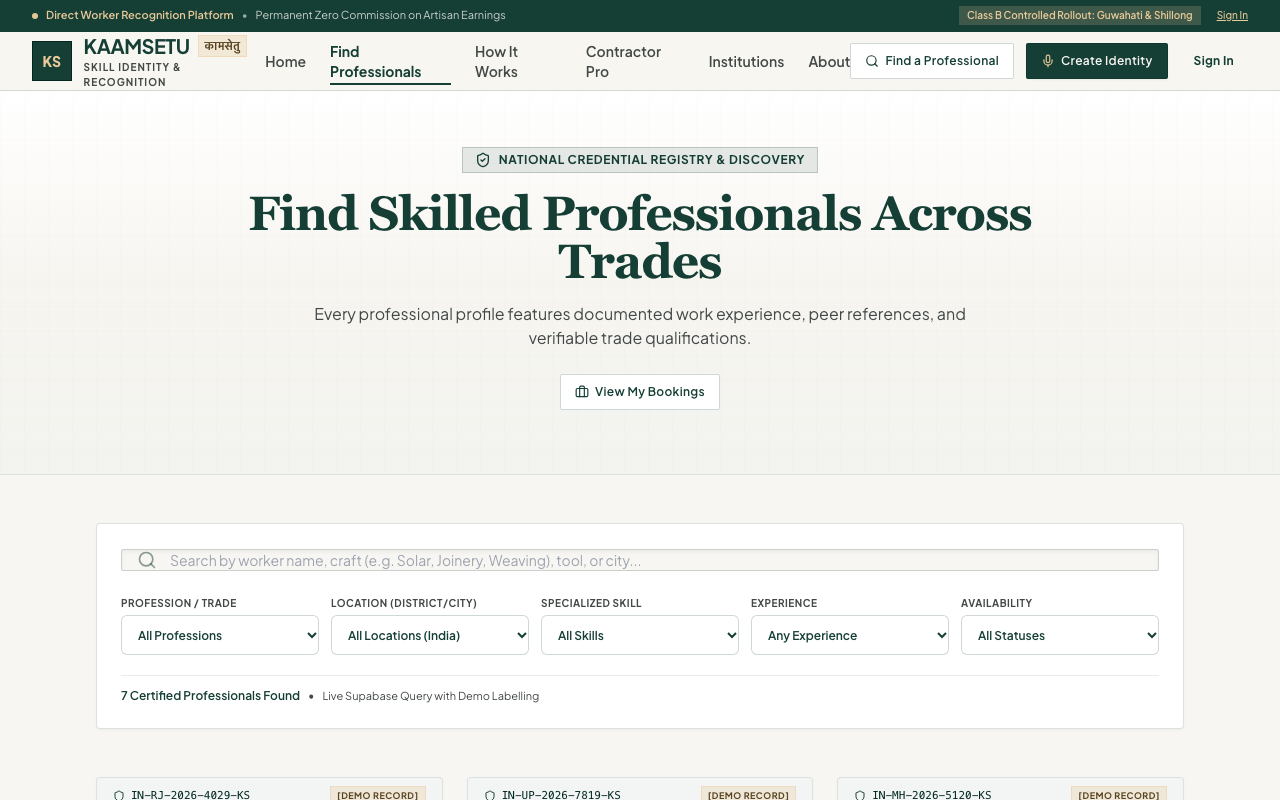 Direct Worker Recognition Platform • Permanent Zero Commission on Artisan Earnings
Class B Controlled Rollout: Guwahati & Shillong
Sign In
KS
KAAMSETU
कामसेतु
SKILL IDENTITY &
RECOGNITION
Home
Find
Professionals
How It
Works
Contractor
Pro
Institutions
About
Find a Professional
Create Identity
Sign In
NATIONAL CREDENTIAL REGISTRY & DISCOVERY
Find Skilled Professionals Across
Trades
Every professional profile features documented work experience, peer references, and
verifiable trade qualifications.
View My Bookings
Search by worker name, craft (e.g. Solar, Joinery, Weaving), tool, or city...
PROFESSION / TRADE
LOCATION (DISTRICT/CITY)
SPECIALIZED SKILL
EXPERIENCE
AVAILABILITY
All Professions
All Locations (India)
All Skills
Any Experience
All Statuses
7 Certified Professionals Found • Live Supabase Query with Demo Labelling
IN-RJ-2026-4029-KS
[DEMO RECORD]
IN-UP-2026-7819-KS
[DEMO RECORD]
IN-MH-2026-5120-KS
[DEMO RECORD]